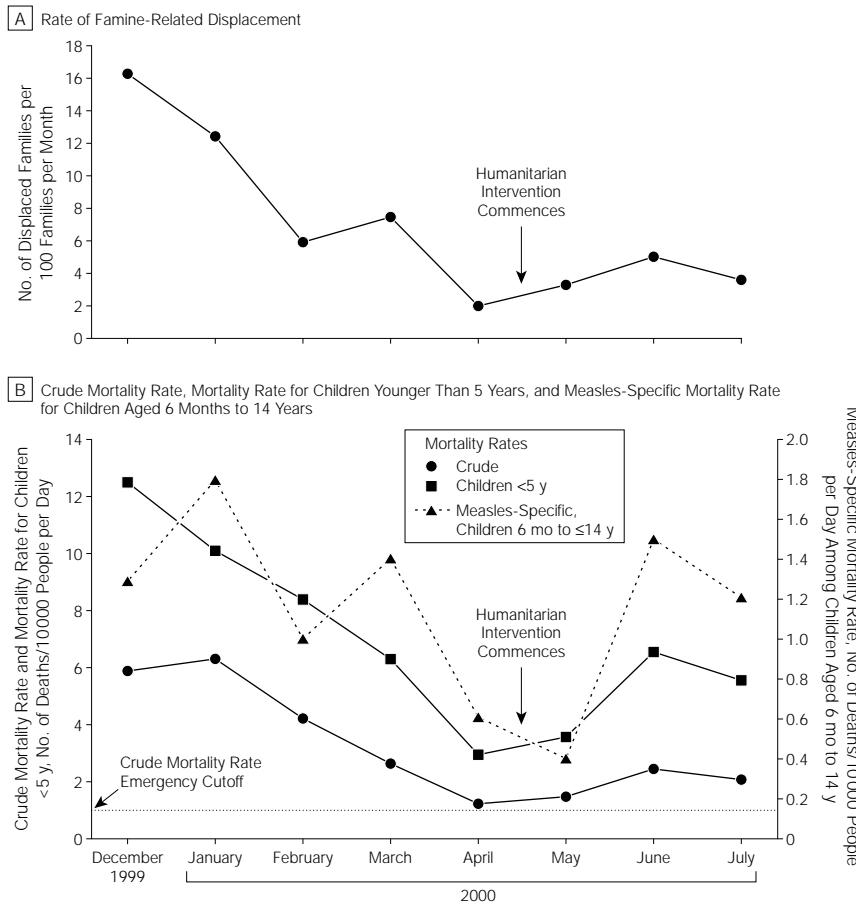 A Rate of Famine-Related Displacement
18
16
14
12
10
8
6
4
2
0
No. of Displaced Families per
100 Families per Month
Humanitarian
Intervention
Commences
B Crude Mortality Rate, Mortality Rate for Children Younger Than 5 Years, and Measles-Specific Mortality Rate
for Children Aged 6 Months to 14 Years
14
12
10
8
6
4
2
0
Crude Mortality Rate and Mortality Rate for Children
<5 y, No. of Deaths/10000 People per Day
Mortality Rates
Crude
Children <5 y
Measles-Specific,
Children 6 mo to ≤14 y
Humanitarian
Intervention
Commences
Crude Mortality Rate
Emergency Cutoff
2.0
1.8
1.6
1.4
1.2
1.0
0.8
0.6
0.4
0.2
0
Measles-Specific Mortality Rate, No. of Deaths/10000 People
per Day Among Children Aged 6 mo to 14 y
December January February March April May June July
1999
2000